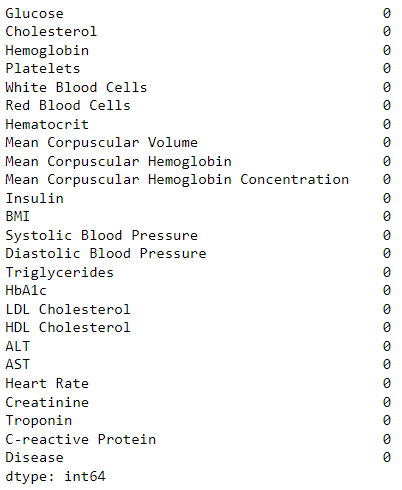 Glucose 0
Cholesterol 0
Hemoglobin 0
Platelets 0
White Blood Cells 0
Red Blood Cells 0
Hematocrit 0
Mean Corpuscular Volume 0
Mean Corpuscular Hemoglobin 0
Mean Corpuscular Hemoglobin Concentration 0
Insulin 0
BMI 0
Systolic Blood Pressure 0
Diastolic Blood Pressure 0
Triglycerides 0
HbA1c 0
LDL Cholesterol 0
HDL Cholesterol 0
ALT 0
AST 0
Heart Rate 0
Creatinine 0
Troponin 0
C-reactive Protein 0
Disease 0
dtype: int64